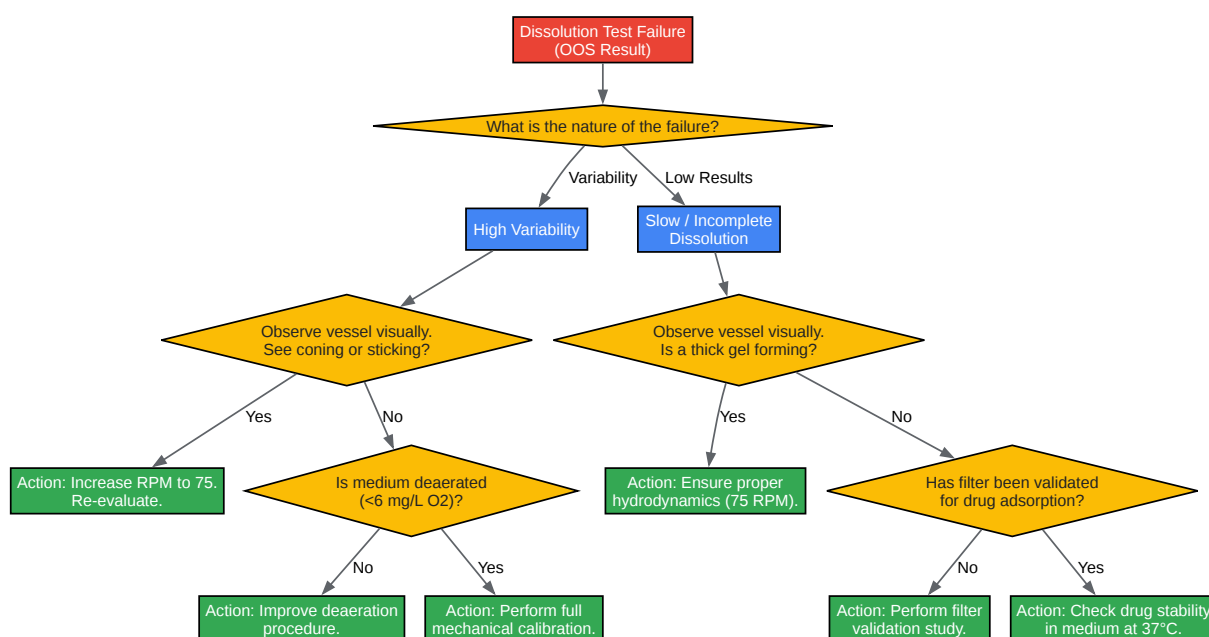 Dissolution Test Failure
(OOS Result)
What is the nature of the failure?
Variability
Low Results
High Variability
Slow / Incomplete
Dissolution
Observe vessel visually.
See coning or sticking?
Observe vessel visually.
Is a thick gel forming?
Yes
No
Yes
No
Action: Increase RPM to 75.
Re-evaluate.
Is medium deaerated
(<6 mg/L O2)?
Action: Ensure proper
hydrodynamics (75 RPM).
Has filter been validated
for drug adsorption?
No
Yes
No
Yes
Action: Improve deaeration
procedure.
Action: Perform full
mechanical calibration.
Action: Perform filter
validation study.
Action: Check drug stability
in medium at 37°C.